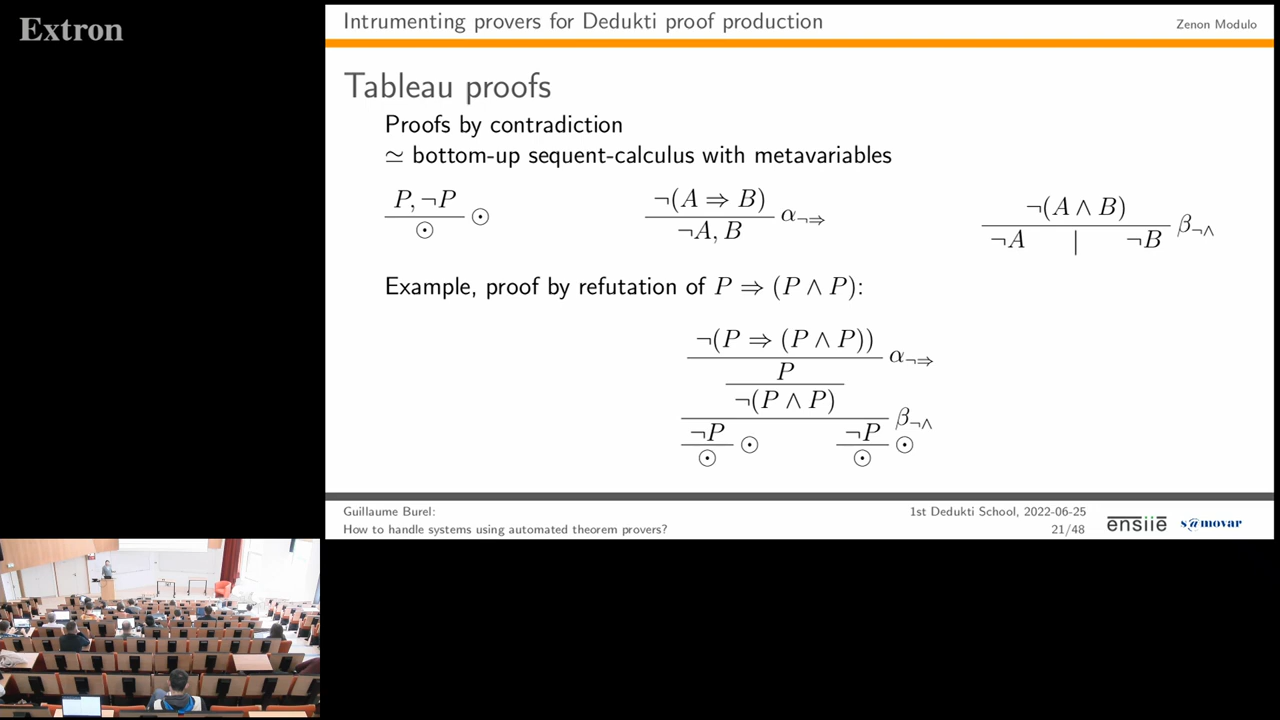 Extron
Intrumenting provers for Dedukti proof production
Zenon Modulo
Tableau proofs
Proofs by contradiction
≃ bottom-up sequent-calculus with metavariables
P, ¬P
⊙
⊙
¬(A ⇒ B)
α¬⇒
¬A, B
¬(A ∧ B)
β¬∧
¬A | ¬B
Example, proof by refutation of P ⇒ (P ∧ P):
¬(P ⇒ (P ∧ P))
α¬⇒
P
¬(P ∧ P)
β¬∧
¬P ⊙ ¬P ⊙
⊙ ⊙
Guillaume Burel:
1st Dedukti School, 2022-06-25
How to handle systems using automated theorem provers?
21/48
ensiie
s@movar